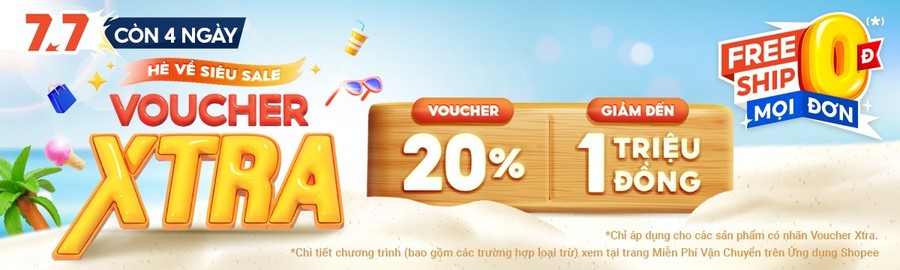 7.7
CÒN 4 NGÀY
HÈ VỀ SIÊU SALE
VOUCHER
XTRA
VOUCHER
20%
GIẢM ĐẾN
1 TRIỆU
ĐỒNG
FREE
SHIP
0Đ
(*)
MỌI ĐƠN
*Chỉ áp dụng cho các sản phẩm có nhãn Voucher Xtra.
*Chi tiết chương trình (bao gồm các trường hợp loại trừ) xem tại trang Miễn Phí Vận Chuyển trên Ứng dụng Shopee